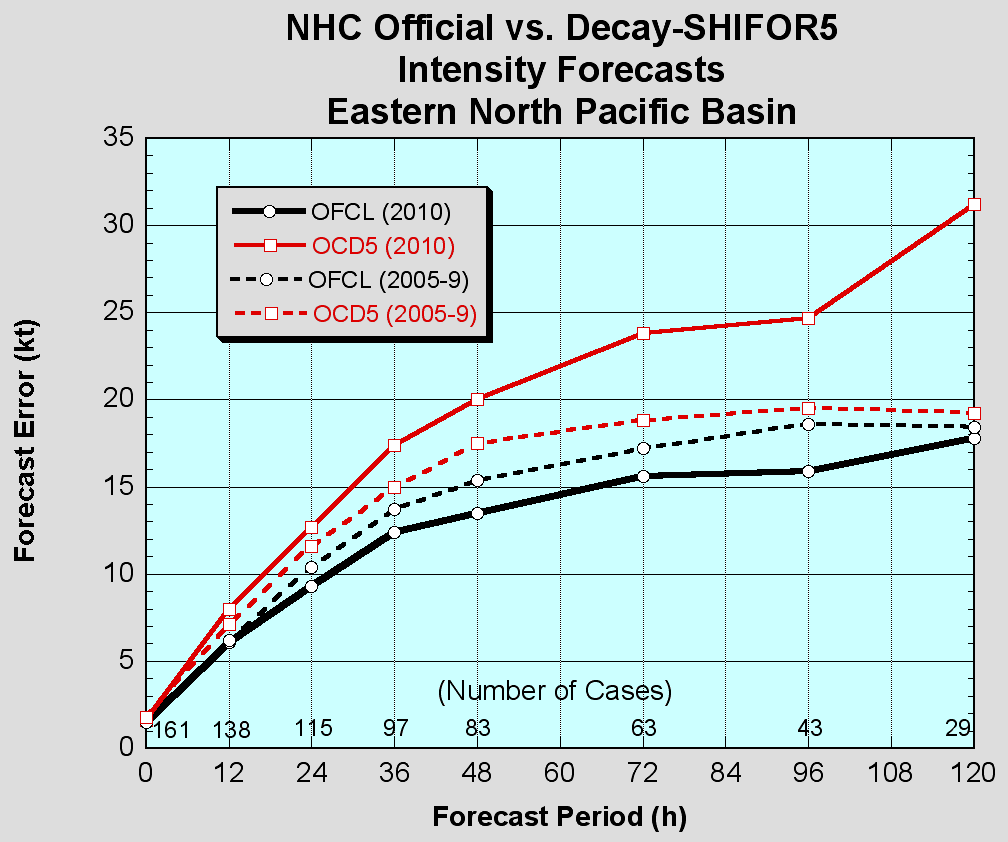 NHC Official vs. Decay-SHIFOR5
Intensity Forecasts
Eastern North Pacific Basin
35
30
25
20
15
10
5
0
Forecast Error (kt)
OFCL (2010)
OCD5 (2010)
OFCL (2005-9)
OCD5 (2005-9)
(Number of Cases)
161 138 115 97 83 63 43 29
0 12 24 36 48 60 72 84 96 108 120
Forecast Period (h)